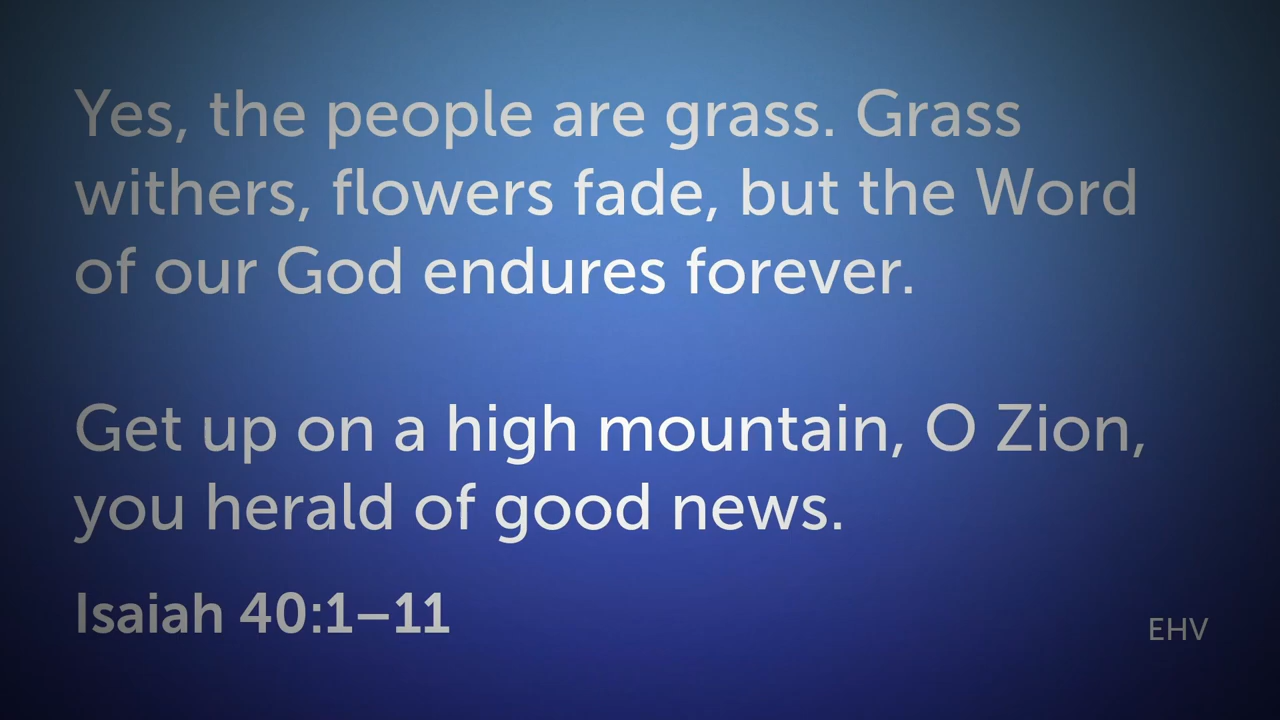 Yes, the people are grass. Grass
withers, flowers fade, but the Word
of our God endures forever.
Get up on a high mountain, O Zion,
you herald of good news.
Isaiah 40:1–11
EHV